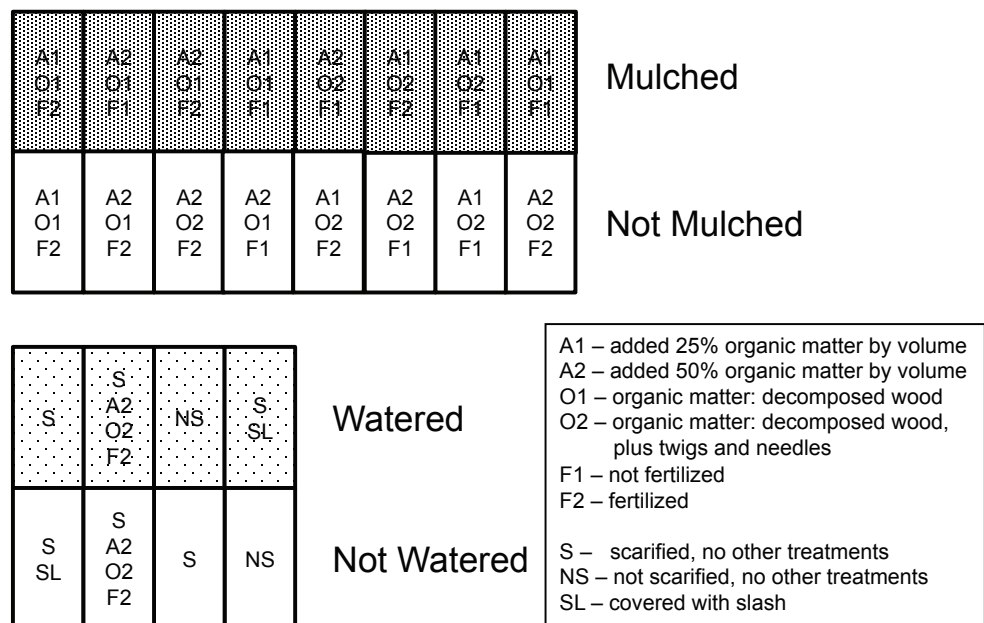 A1
O1
F2
A2
O1
F1
A2
O1
F2
A1
O1
F1
A2
O2
F1
A1
O2
F2
A1
O2
F1
A1
O1
F1
Mulched
A1
O1
F2
A2
O1
F2
A2
O2
F2
A2
O1
F1
A1
O2
F2
A2
O2
F1
A1
O2
F1
A2
O2
F2
Not Mulched
S
S
A2
O2
F2
NS
S
SL
Watered
S
SL
S
A2
O2
F2
S
NS
Not Watered
A1 – added 25% organic matter by volume
A2 – added 50% organic matter by volume
O1 – organic matter: decomposed wood
O2 – organic matter: decomposed wood,
plus twigs and needles
F1 – not fertilized
F2 – fertilized
S – scarified, no other treatments
NS – not scarified, no other treatments
SL – covered with slash